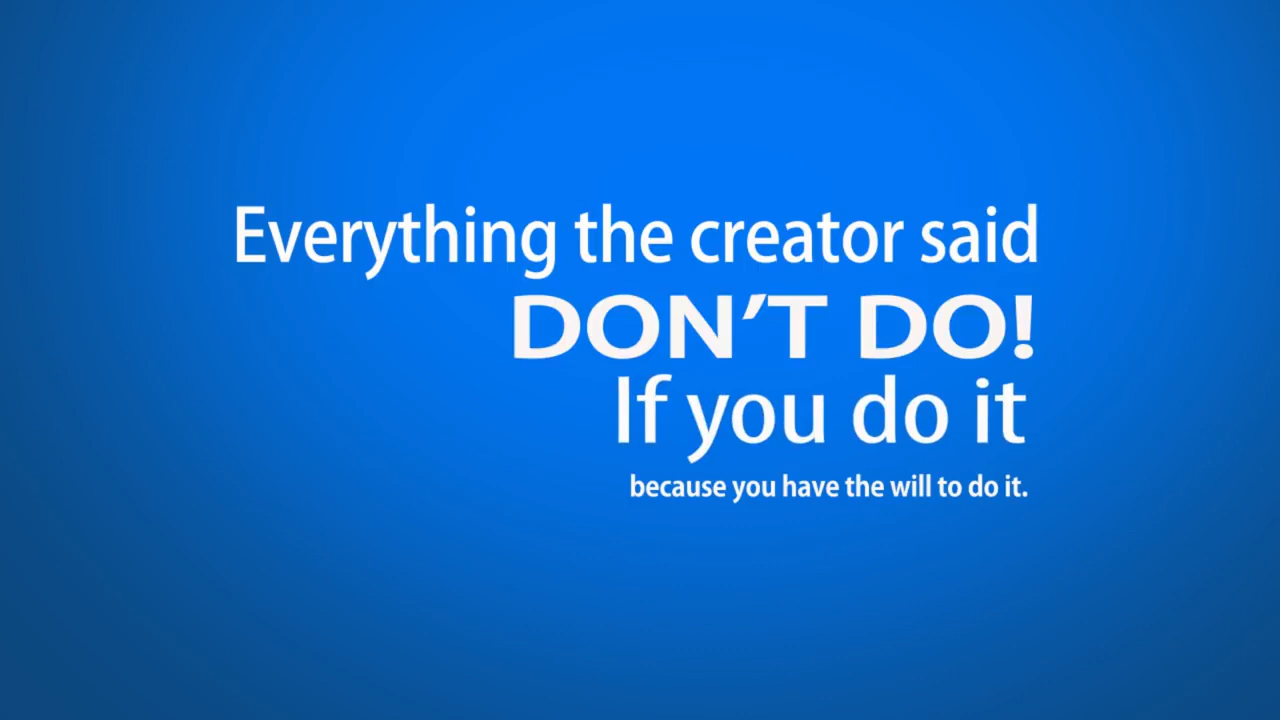 Everything the creator said
DON'T DO!
If you do it
because you have the will to do it.